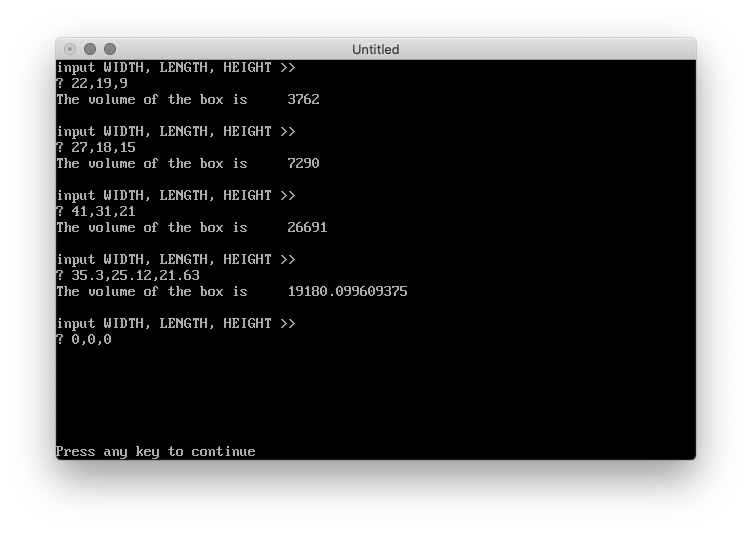 Untitled
input WIDTH, LENGTH, HEIGHT >>
? 22,19,9
The volume of the box is     3762
input WIDTH, LENGTH, HEIGHT >>
? 27,18,15
The volume of the box is     7290
input WIDTH, LENGTH, HEIGHT >>
? 41,31,21
The volume of the box is     26691
input WIDTH, LENGTH, HEIGHT >>
? 35.3,25.12,21.63
The volume of the box is     19180.099609375
input WIDTH, LENGTH, HEIGHT >>
? 0,0,0
Press any key to continue